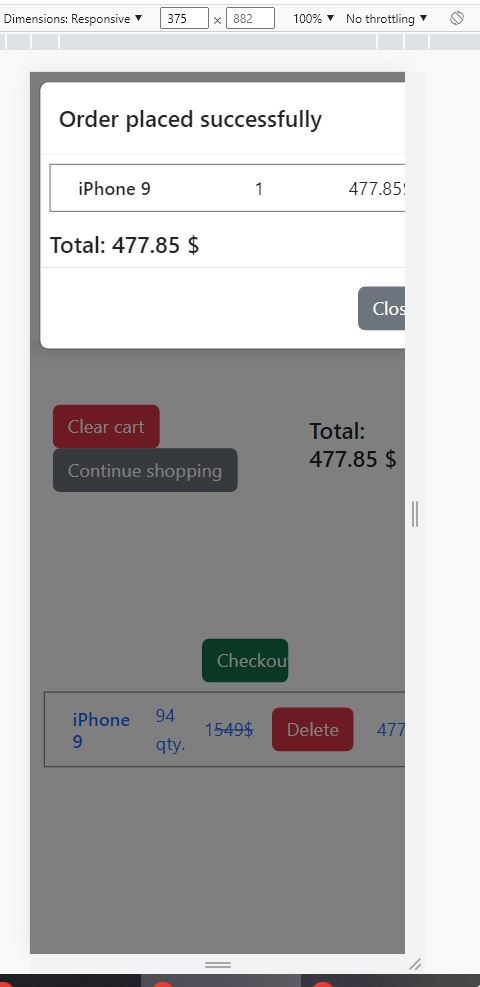 Dimensions: Responsive ▼ 375 x 882 100% ▼ No throttling ▼
Order placed successfully
iPhone 9 1 477.85
Total: 477.85 $
Clos
Clear cart
Continue shopping
Total:
477.85 $
Checkou
iPhone
9
94
qty.
1549$
Delete
477